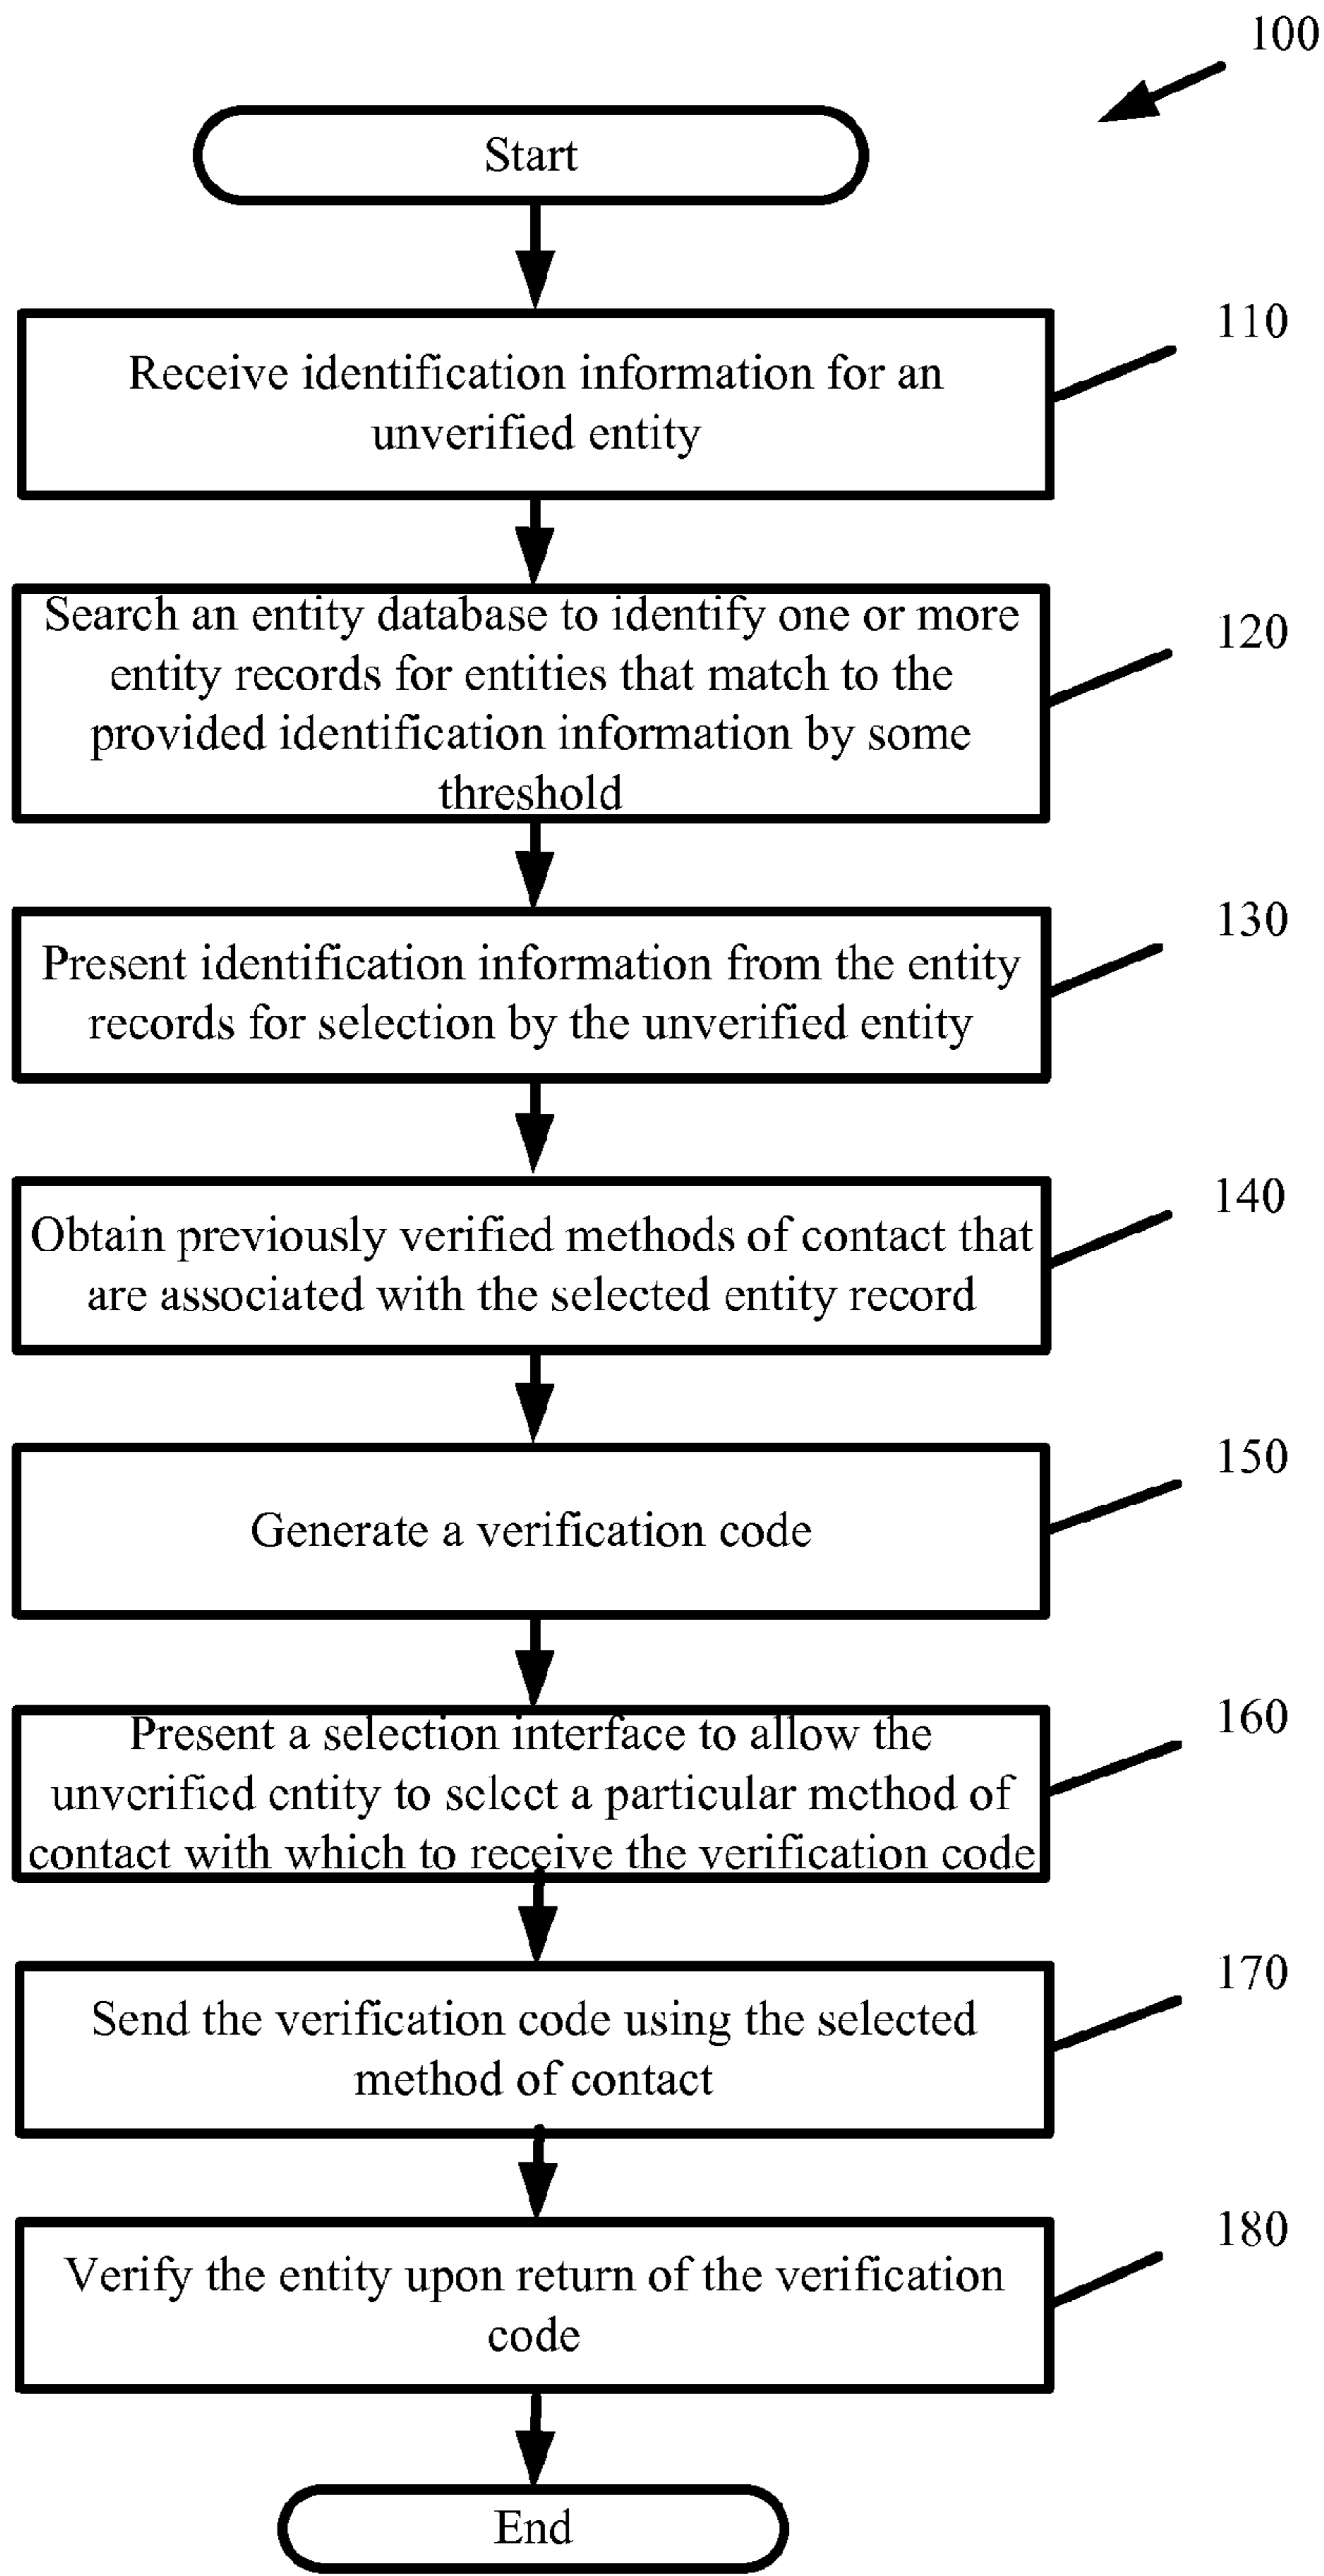 100
Start
110
Receive identification information for an
unverified entity
120
Search an entity database to identify one or more
entity records for entities that match to the
provided identification information by some
threshold
130
Present identification information from the entity
records for selection by the unverified entity
140
Obtain previously verified methods of contact that
are associated with the selected entity record
150
Generate a verification code
160
Present a selection interface to allow the
unverified entity to select a particular method of
contact with which to receive the verification code
170
Send the verification code using the selected
method of contact
180
Verify the entity upon return of the verification
code
End